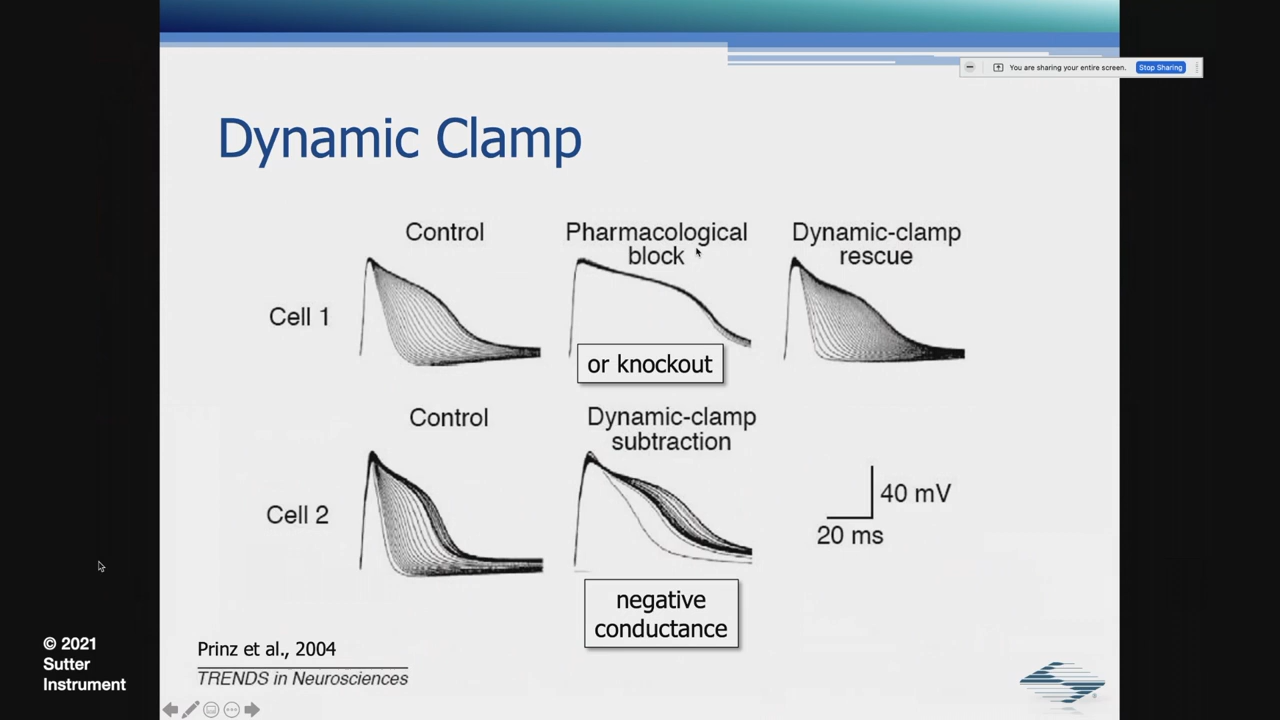 You are sharing your entire screen.
Stop Sharing
Dynamic Clamp
Control
Pharmacological
block
Dynamic-clamp
rescue
Cell 1
or knockout
Control
Dynamic-clamp
subtraction
Cell 2
40 mV
20 ms
negative
conductance
Prinz et al., 2004
TRENDS in Neurosciences
© 2021
Sutter
Instrument